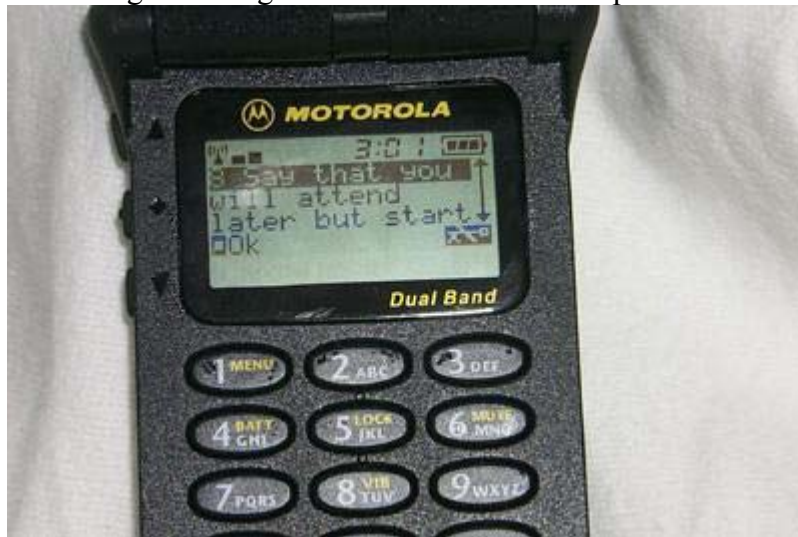 MOTOROLA
3:01
8 Say that you
will attend
later but start
Ok
Dual Band
1 MENU
2 ABC
3 DEF
4 BATT GHI
5 LOCK JKL
6 MUTE MNO
7 PQRS
8 VIB TUV
9 WXYZ